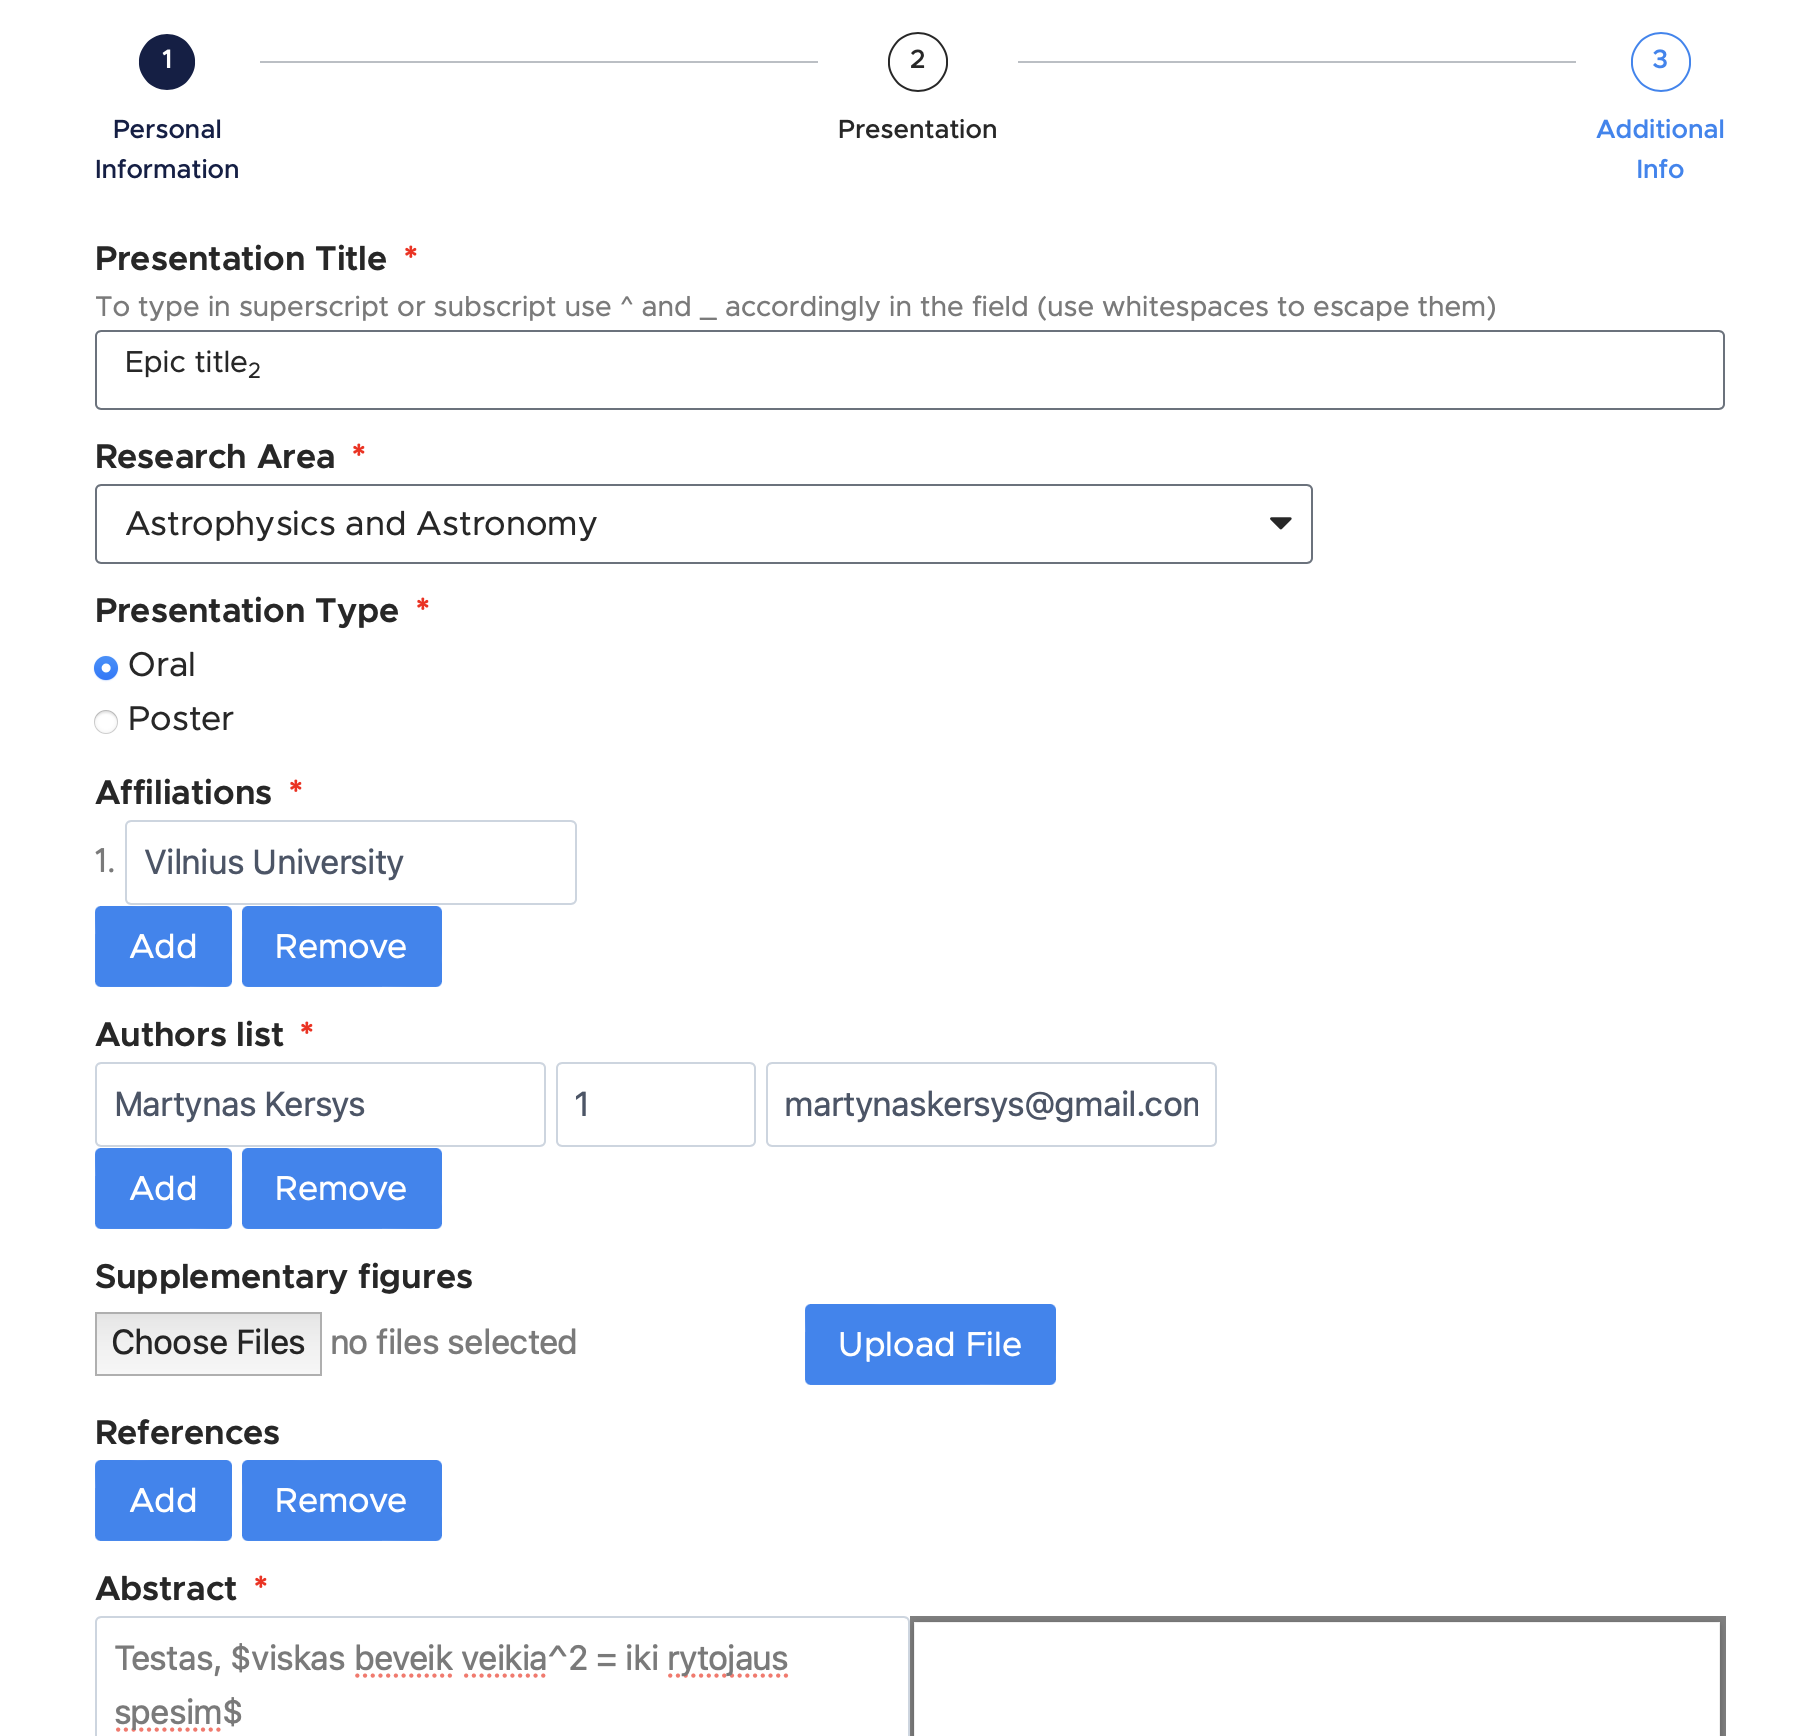 1
2
3
Personal
Information
Presentation
Additional
Info
Presentation Title *
To type in superscript or subscript use ^ and _ accordingly in the field (use whitespaces to escape them)
Epic title₂
Research Area *
Astrophysics and Astronomy
Presentation Type *
Oral
Poster
Affiliations *
1. Vilnius University
Add Remove
Authors list *
Martynas Kersys 1 martynaskersys@gmail.con
Add Remove
Supplementary figures
Choose Files no files selected Upload File
References
Add Remove
Abstract *
Testas, $viskas beveik veikia^2 = iki rytojaus
spesim$